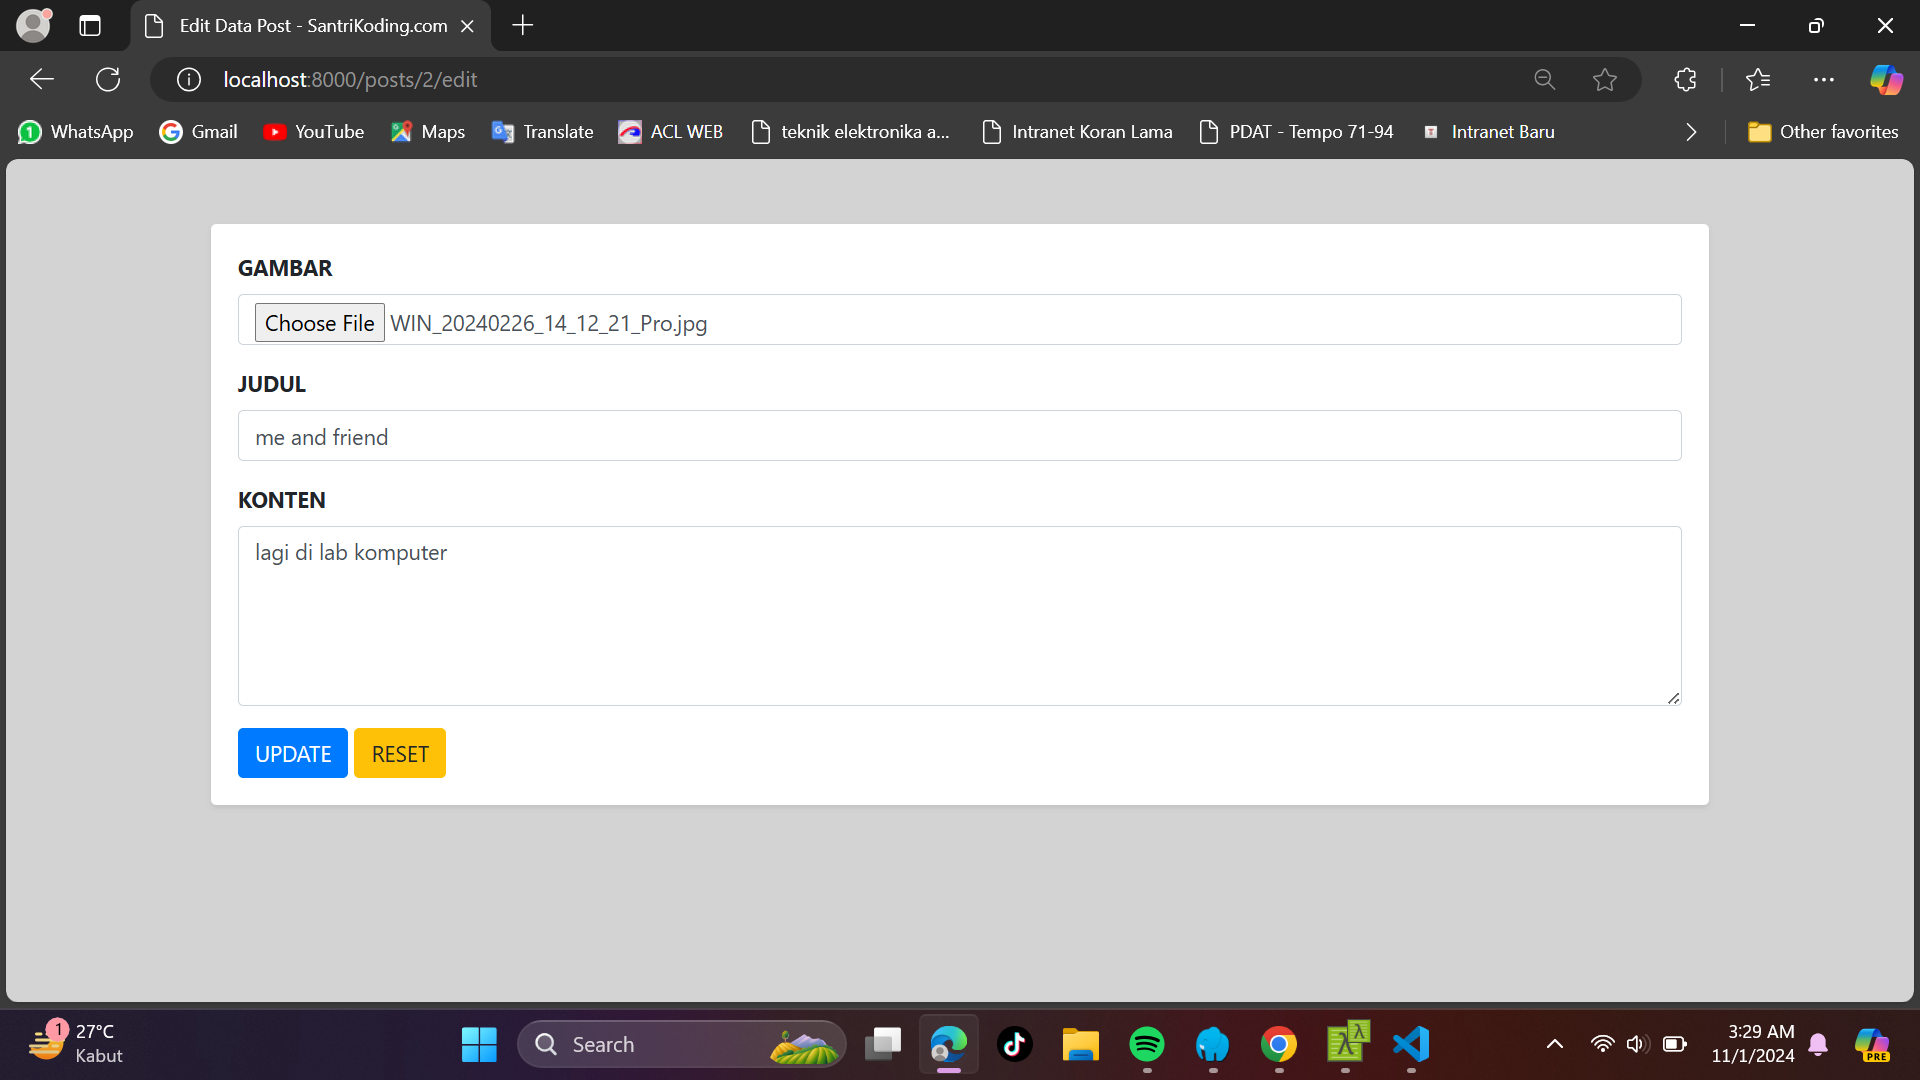 Edit Data Post - SantriKoding.com
localhost:8000/posts/2/edit
WhatsApp Gmail YouTube Maps Translate ACL WEB teknik elektronika a... Intranet Koran Lama PDAT - Tempo 71-94 Intranet Baru Other favorites
GAMBAR
Choose File WIN_20240226_14_12_21_Pro.jpg
JUDUL
me and friend
KONTEN
lagi di lab komputer
UPDATE RESET
1 27°C
Kabut
Search
3:29 AM
11/1/2024
PRE